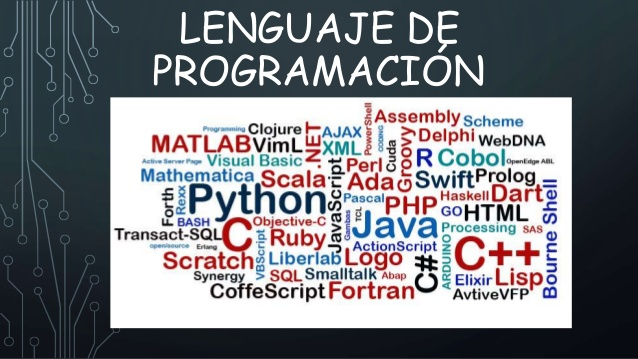 LENGUAJE DE
PROGRAMACIÓN
Programming
Clojure
.NET
AJAX
PowerShell
CODING
Assembly
Scheme
MATLAB
VimL
XML
Cuda
Groovy
Delphi
WebDNA
Active Server Page
Visual Basic
Perl
R
Cobol
OpenEdge ABL
Mathematica
Scala
JavaScript
Ada
Swift
Prolog
Forth
Rexx
Python
Pascal
PHP
Haskell
Dart
BASH
C
Objective-C
Gambas
TCL
Java
GO
HTML
Bourne Shell
Transact-SQL
Ruby
Processing
SAS
opensource
Erlang
VBScript
ActionScript
C++
Scratch
Liberlab
Logo
C#
ARDUINO
Synergy
SQL
Smalltalk
Abap
Elixir
Lisp
CoffeScript
Fortran
AvtiveVFP